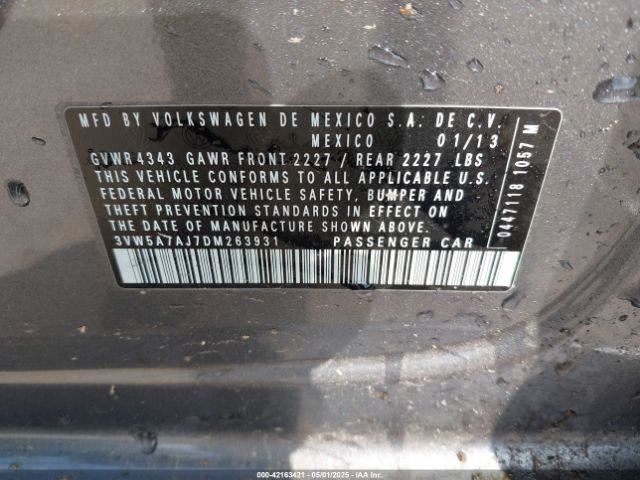 MFD BY VOLKSWAGEN DE MEXICO S.A. DE C.V.
MEXICO 01/13
GVWR 4343 GAWR FRONT 2227 / REAR 2227 LBS
THIS VEHICLE CONFORMS TO ALL APPLICABLE U.S.
FEDERAL MOTOR VEHICLE SAFETY, BUMPER AND
THEFT PREVENTION STANDARDS IN EFFECT ON
THE DATE OF MANUFACTURE SHOWN ABOVE.
3VW5A7AJ7DM263931 PASSENGER CAR
0447118 1057 M
000-42163421 - 05/01/2025 - IAA Inc.